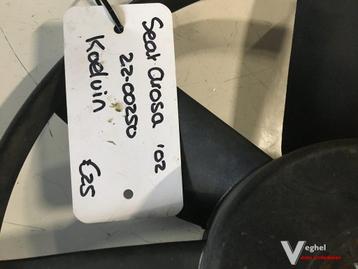 Seat Arosa '02
22-00250
Koelvin
€25
Veghel